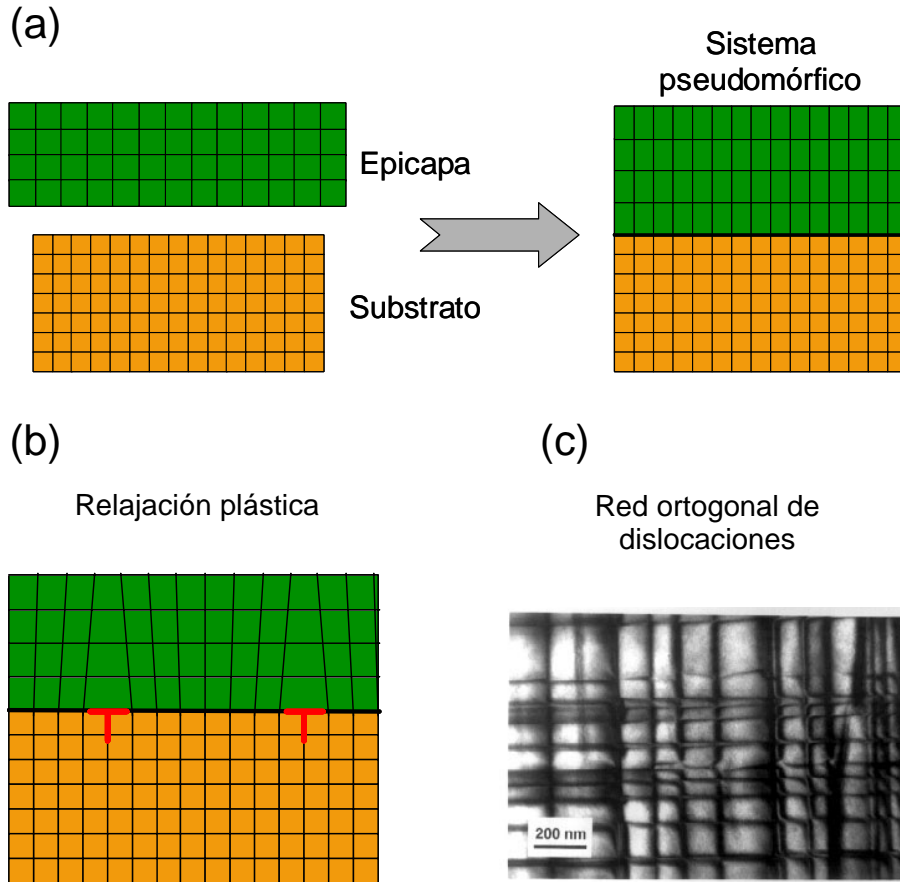 (a)
Sistema
pseudomórfico
Epicapa
Substrato
(b)
(c)
Relajación plástica
Red ortogonal de
dislocaciones
200 nm